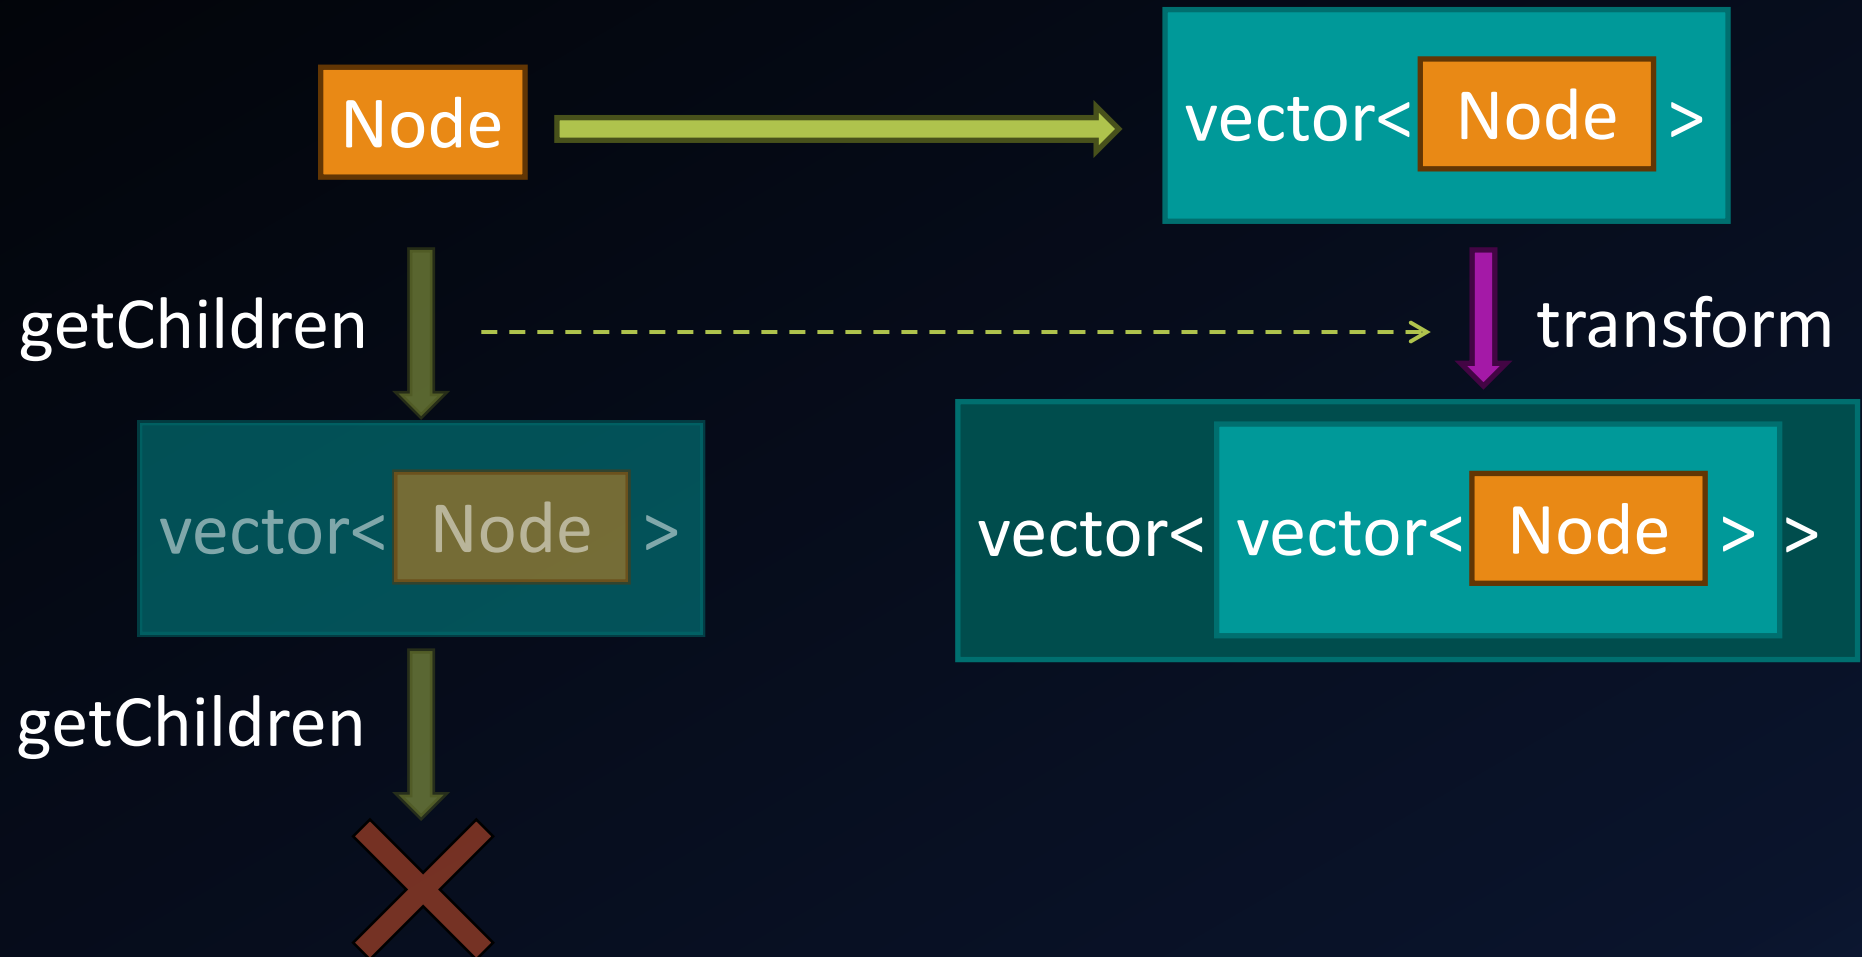 Node
vector< Node >
getChildren
transform
vector< Node >
vector< vector< Node > >
getChildren